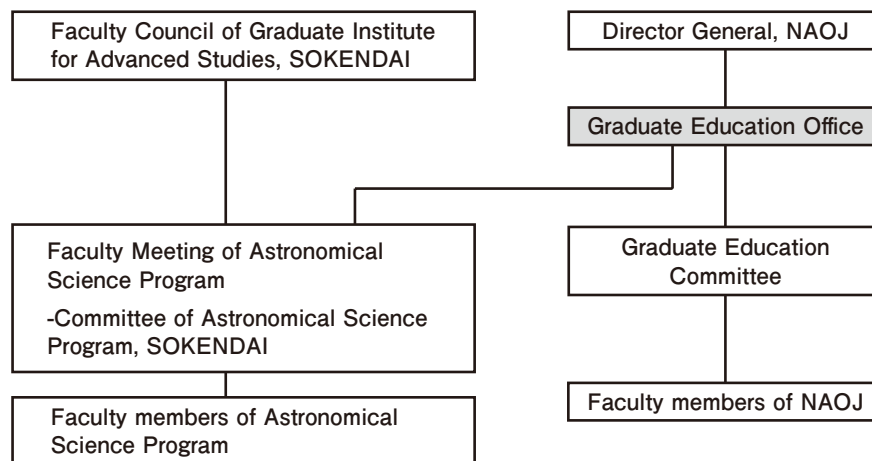 Faculty Council of Graduate Institute
for Advanced Studies, SOKENDAI
Director General, NAOJ
Graduate Education Office
Faculty Meeting of Astronomical
Science Program
-Committee of Astronomical Science
Program, SOKENDAI
Graduate Education
Committee
Faculty members of Astronomical
Science Program
Faculty members of NAOJ